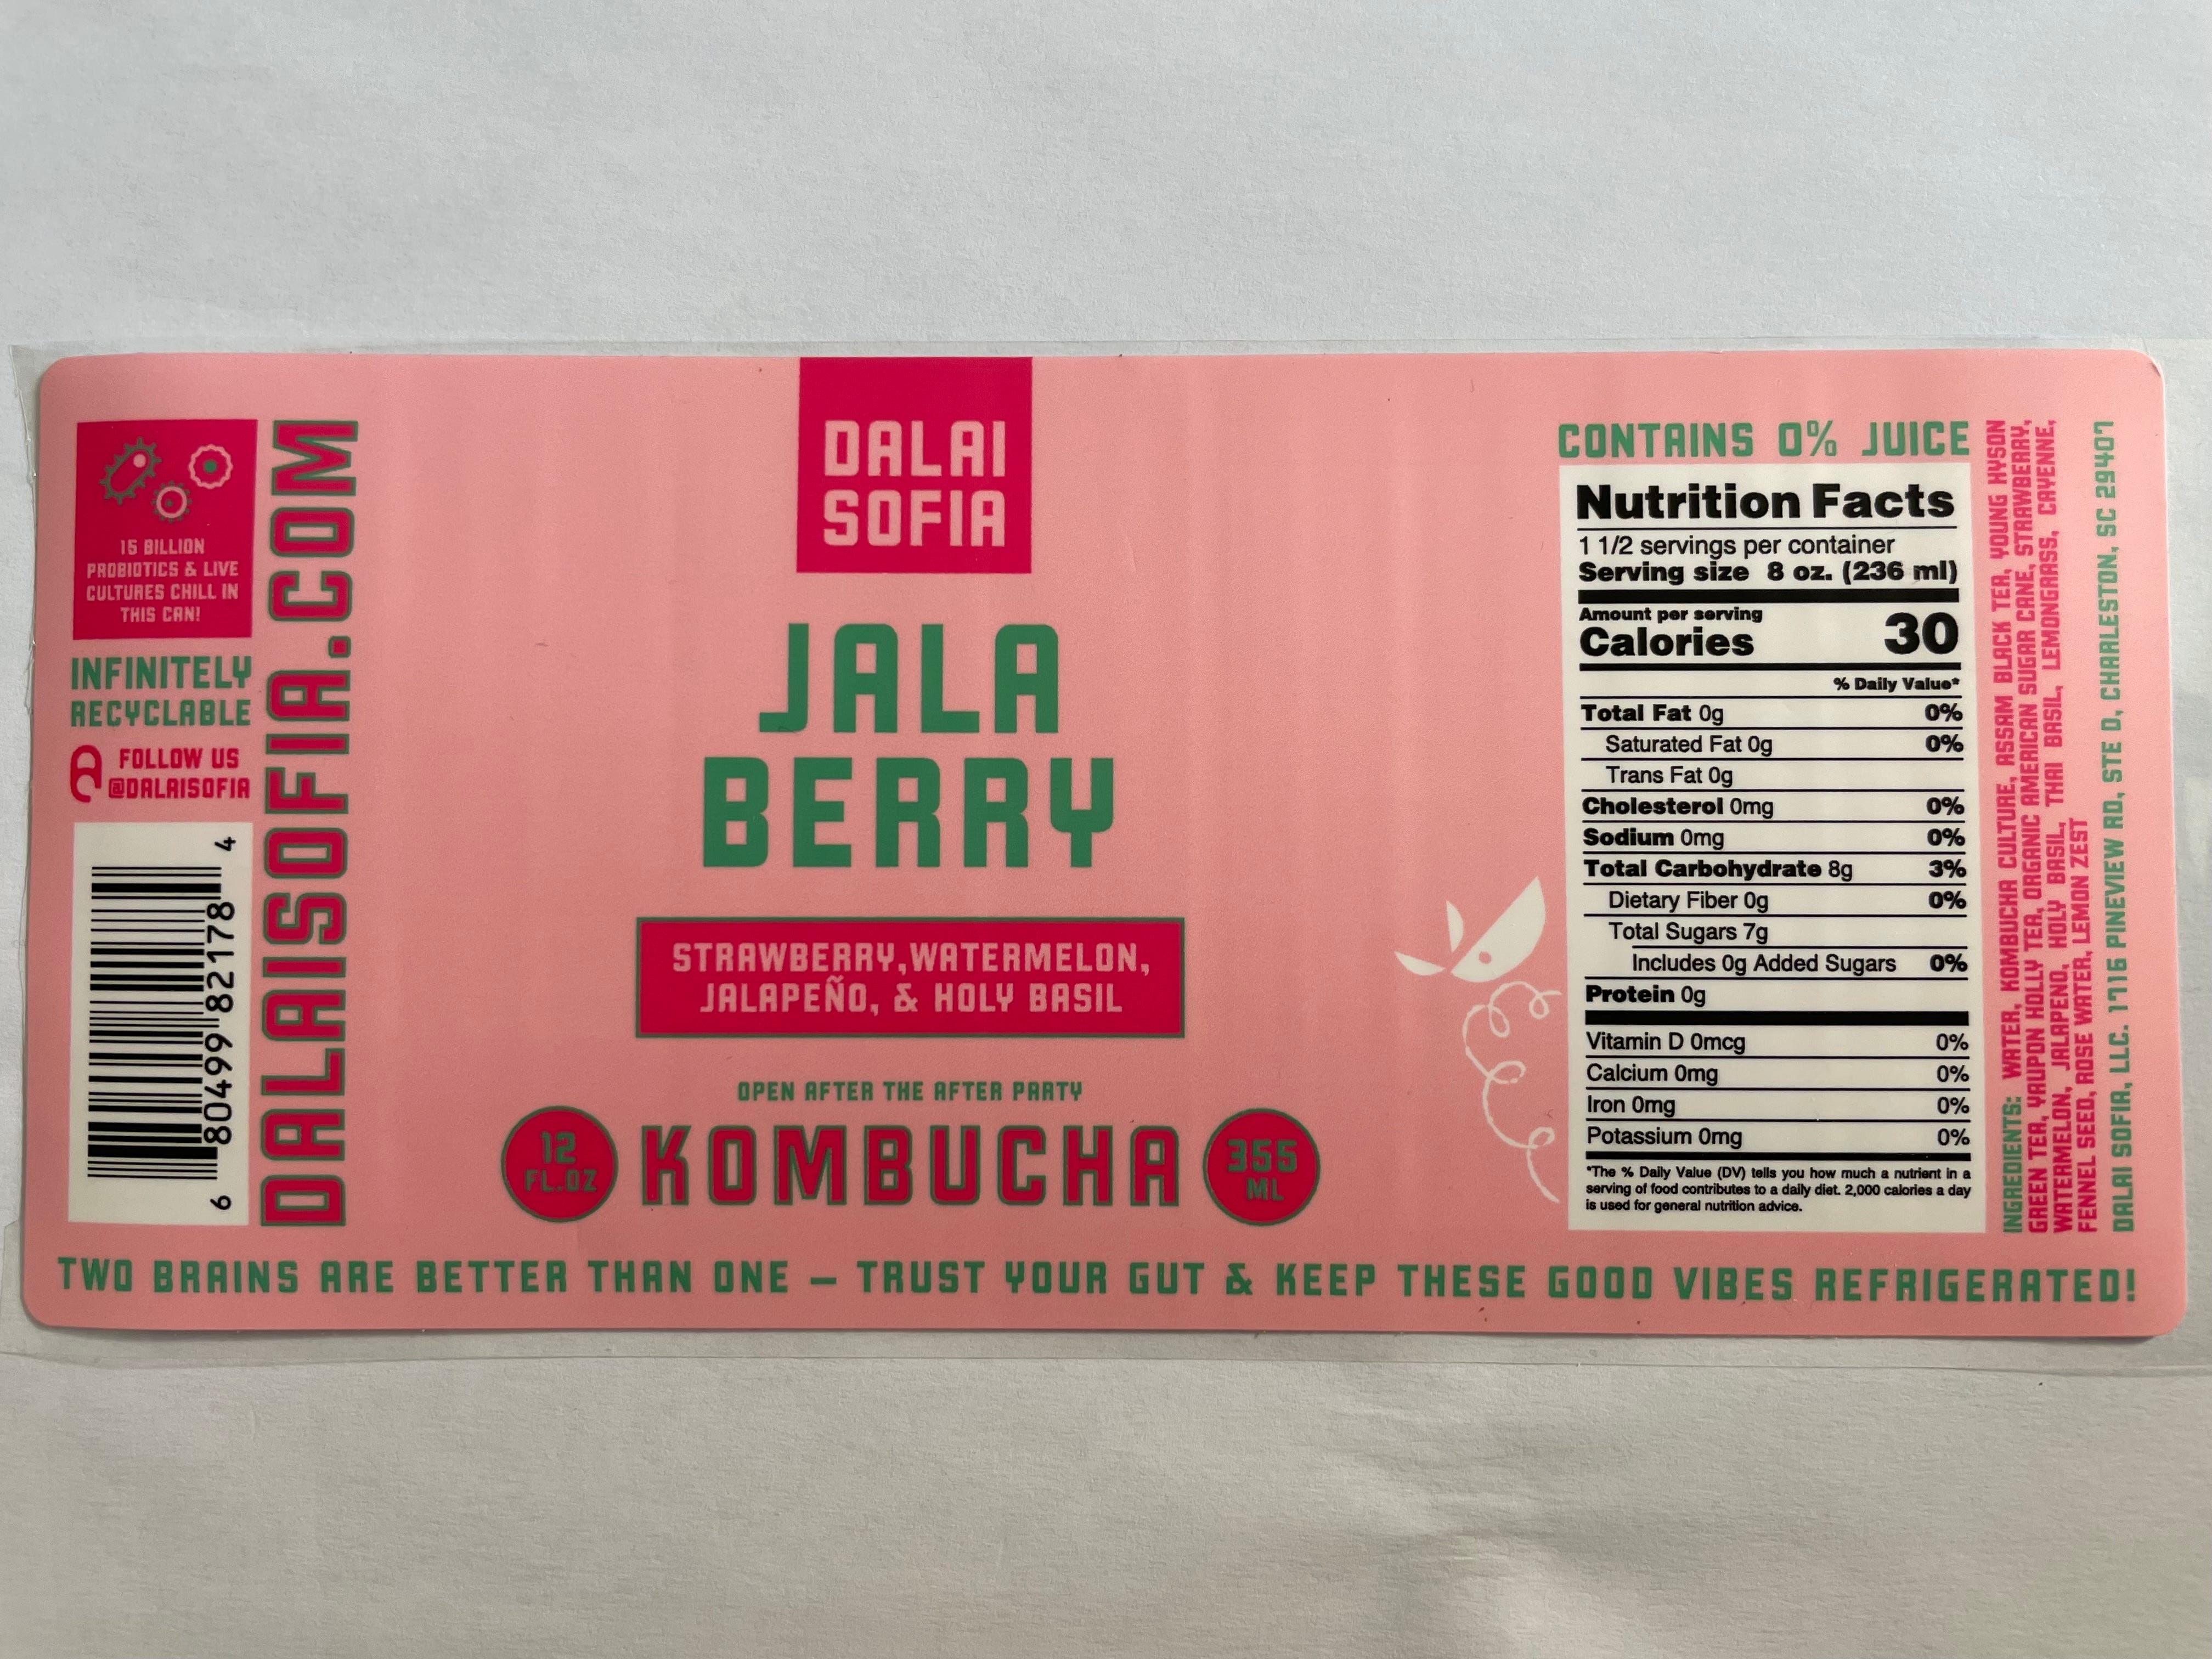 15 BILLION
PROBIOTICS & LIVE
CULTURES CHILL IN
THIS CAN!
INFINITELY
RECYCLABLE
FOLLOW US
@DALAISOFIA
6 80499 82178 4
DALAISOFIA.COM
DALAI
SOFIA
JALA
BERRY
STRAWBERRY, WATERMELON,
JALAPEÑO, & HOLY BASIL
OPEN AFTER THE AFTER PARTY
12
FL.OZ
KOMBUCHA
355
ML
CONTAINS 0% JUICE
Nutrition Facts
1 1/2 servings per container
Serving size 8 oz. (236 ml)
Amount per serving
Calories 30
% Daily Value*
Total Fat 0g 0%
Saturated Fat 0g 0%
Trans Fat 0g
Cholesterol 0mg 0%
Sodium 0mg 0%
Total Carbohydrate 8g 3%
Dietary Fiber 0g 0%
Total Sugars 7g
Includes 0g Added Sugars 0%
Protein 0g
Vitamin D 0mcg 0%
Calcium 0mg 0%
Iron 0mg 0%
Potassium 0mg 0%
*The % Daily Value (DV) tells you how much a nutrient in a
serving of food contributes to a daily diet. 2,000 calories a day
is used for general nutrition advice.
INGREDIENTS: WATER, KOMBUCHA CULTURE, ASSAM BLACK TEA, YOUNG HYSON
GREEN TEA, YAUPON HOLLY TEA, ORGANIC AMERICAN SUGAR CANE, STRAWBERRY,
WATERMELON, JALAPENO, HOLY BASIL, THAI BASIL, LEMONGRASS, CAYENNE,
FENNEL SEED, ROSE WATER, LEMON ZEST
DALAI SOFIA, LLC. 1716 PINEVIEW RD, STE D, CHARLESTON, SC 29407
TWO BRAINS ARE BETTER THAN ONE – TRUST YOUR GUT & KEEP THESE GOOD VIBES REFRIGERATED!